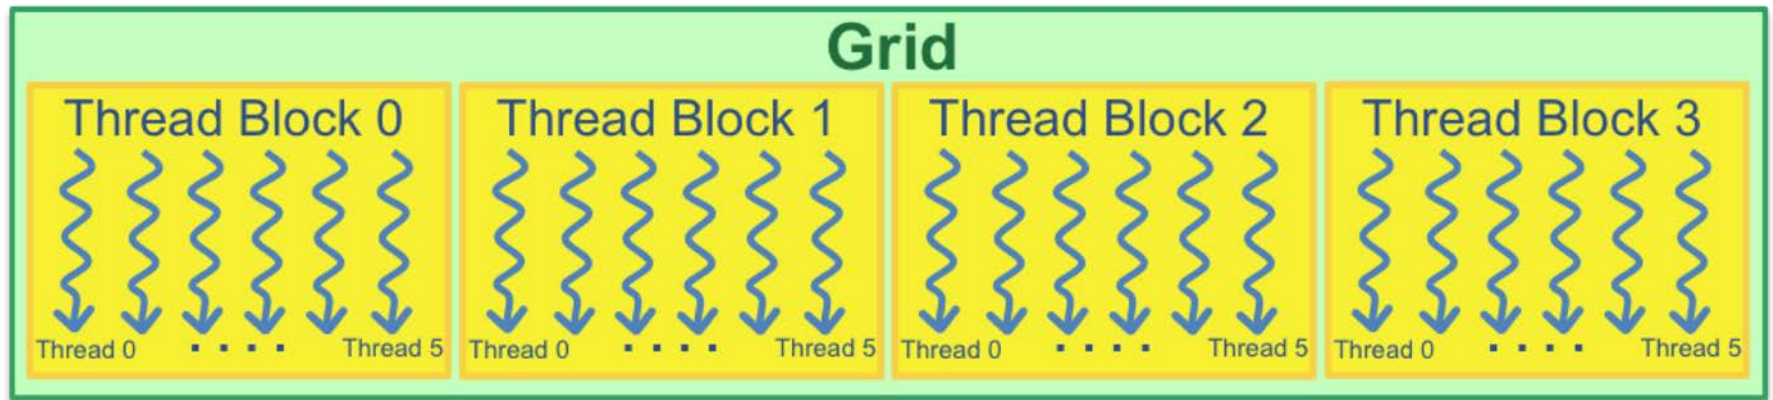 Grid
Thread Block 0 Thread Block 1 Thread Block 2 Thread Block 3
Thread 0 . . . . Thread 5 Thread 0 . . . . Thread 5 Thread 0 . . . . Thread 5 Thread 0 . . . . Thread 5